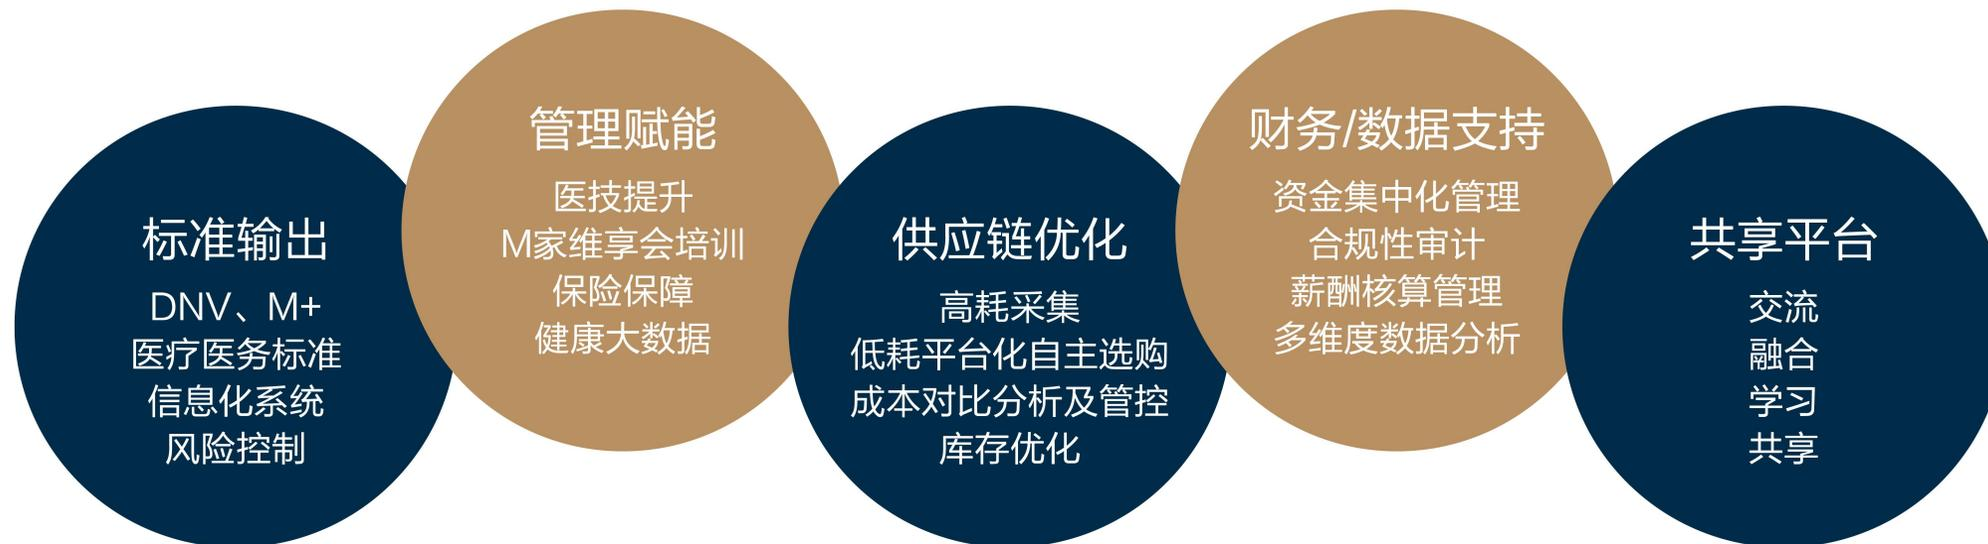 标准输出
DNV、M+
医疗医务标准
信息化系统
风险控制
管理赋能
医技提升
M家维享会培训
保险保障
健康大数据
供应链优化
高耗采集
低耗平台化自主选购
成本对比分析及管控
库存优化
财务/数据支持
资金集中化管理
合规性审计
薪酬核算管理
多维度数据分析
共享平台
交流
融合
学习
共享